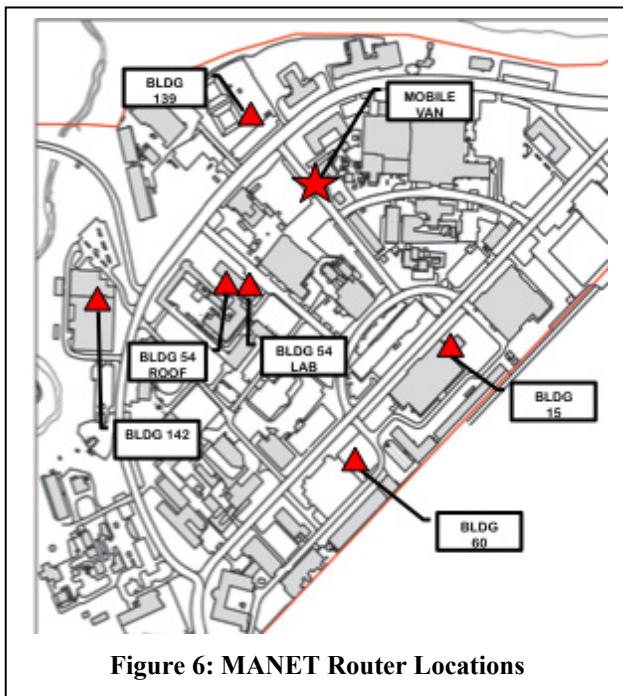 BLDG
139
MOBILE
VAN
BLDG 54
ROOF
BLDG 54
LAB
BLDG
15
BLDG 142
BLDG
60
Figure 6: MANET Router Locations